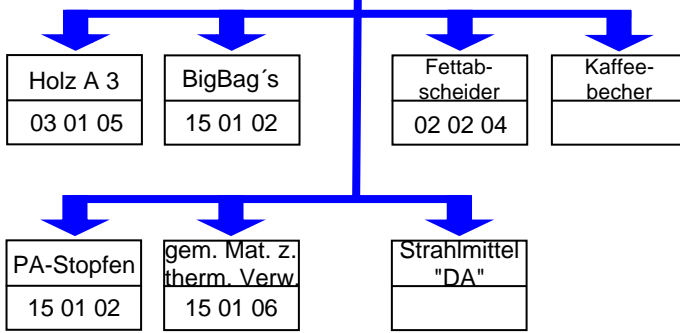 Holz A 3
03 01 05
BigBag´s
15 01 02
Fettab-
scheider
02 02 04
Kaffee-
becher
PA-Stopfen
15 01 02
gem. Mat. z.
therm. Verw.
15 01 06
Strahlmittel
"DA"